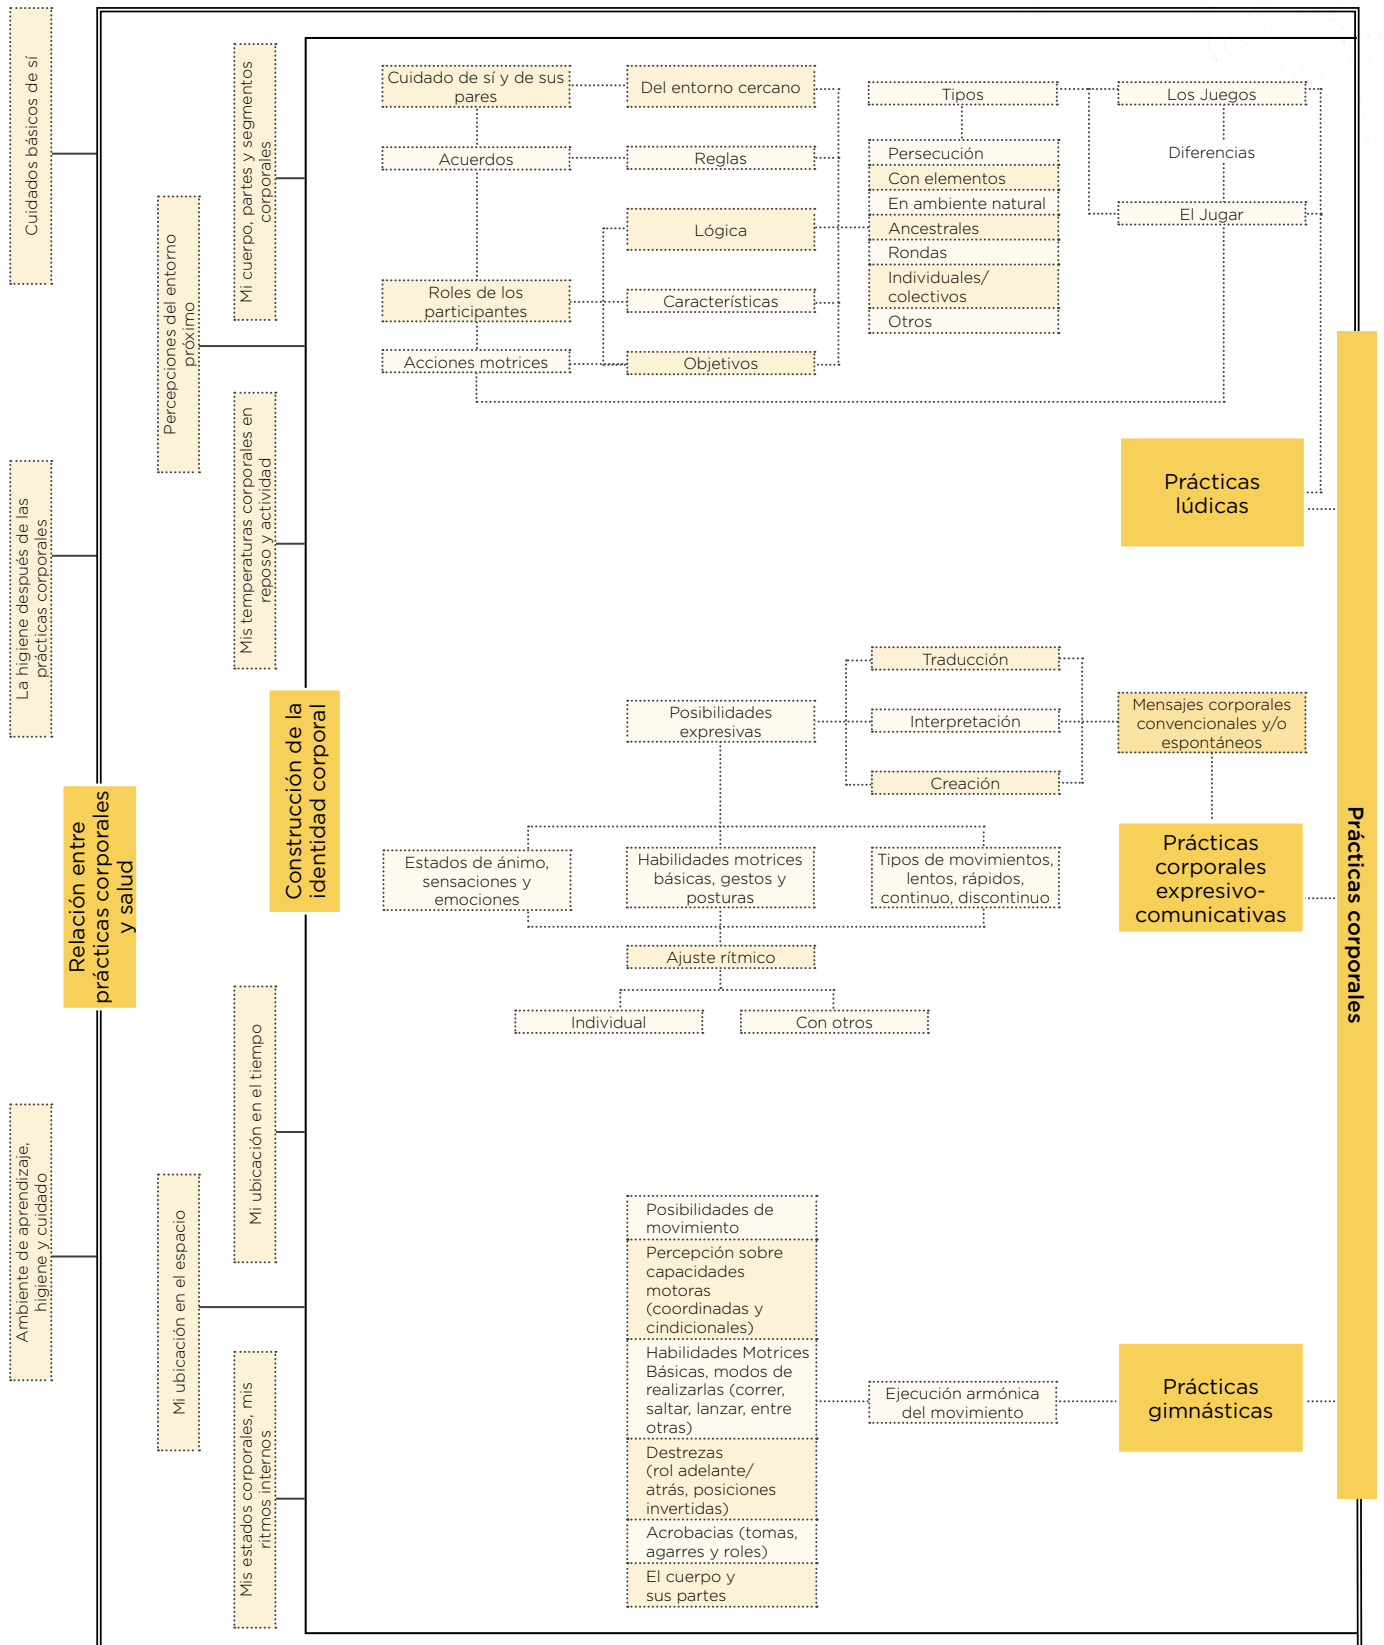 Cuidados básicos de sí
La higiene después de las
prácticas corporales
Relación entre
prácticas corporales
y salud
Ambiente de aprendizaje,
higiene y cuidado
Percepciones del entorno
próximo
Mi ubicación en el espacio
Mi cuerpo, partes y segmentos
corporales
Mis temperaturas corporales en
reposo y actividad
Construcción de la
identidad corporal
Mi ubicación en el tiempo
Mis estados corporales, mis
ritmos internos
Cuidado de sí y de sus
pares
Del entorno cercano
Acuerdos
Reglas
Lógica
Roles de los
participantes
Característícas
Acciones motrices
Objetivos
Tipos
Persecución
Con elementos
En ambiente natural
Ancestrales
Rondas
Individuales/
colectivos
Otros
Los Juegos
Diferencias
El Jugar
Prácticas
lúdicas
Posibilidades
expresivas
Traducción
Interpretación
Creación
Mensajes corporales
convencionales y/o
espontáneos
Estados de ánimo,
sensaciones y
emociones
Habilidades motrices
básicas, gestos y
posturas
Tipos de movimientos,
lentos, rápidos,
continuo, discontinuo
Prácticas
corporales
expresivo-
comunicativas
Ajuste rítmico
Individual
Con otros
Posibilidades de
movimiento
Percepción sobre
capacidades
motoras
(coordinadas y
cindicionales)
Habilidades Motrices
Básicas, modos de
realizarlas (correr,
saltar, lanzar, entre
otras)
Destrezas
(rol adelante/
atrás, posiciones
invertidas)
Acrobacias (tomas,
agarres y roles)
El cuerpo y
sus partes
Ejecución armónica
del movimiento
Prácticas
gimnásticas
Prácticas corporales